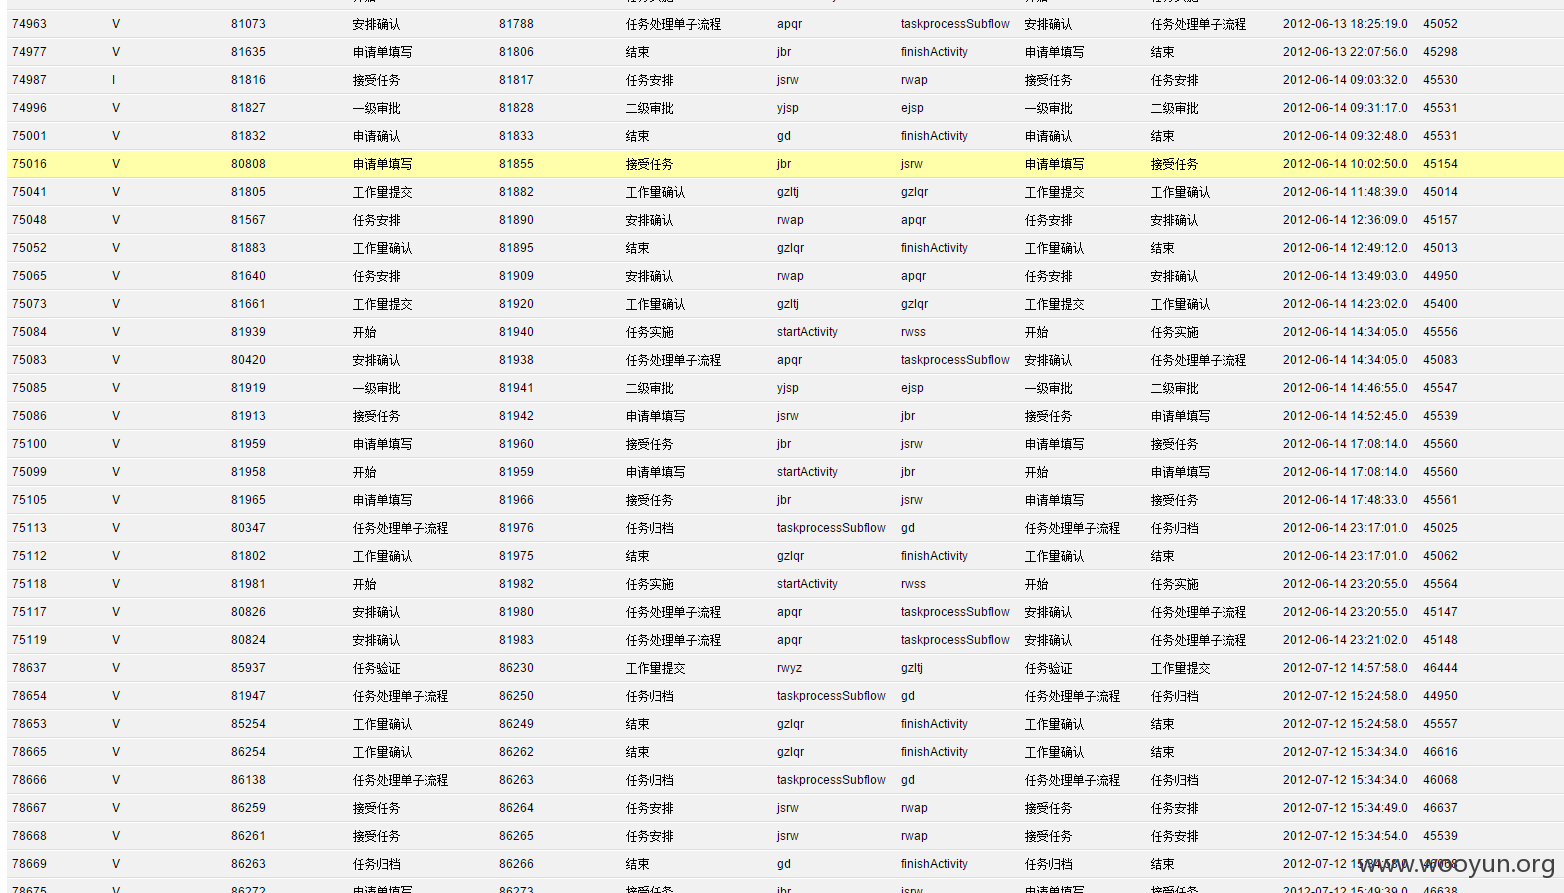 74963 V 81073 安排确认 81788 任务处理单子流程 apqr taskprocessSubflow 安排确认 任务处理单子流程 2012-06-13 18:25:19.0 45052
74977 V 81635 申请单填写 81806 结束 jbr finishActivity 申请单填写 结束 2012-06-13 22:07:56.0 45298
74987 I 81816 接受任务 81817 任务安排 jsrw rwap 接受任务 任务安排 2012-06-14 09:03:32.0 45530
74996 V 81827 一级审批 81828 二级审批 yjsp ejsp 一级审批 二级审批 2012-06-14 09:31:17.0 45531
75001 V 81832 申请确认 81833 结束 gd finishActivity 申请确认 结束 2012-06-14 09:32:48.0 45531
75016 V 80808 申请单填写 81855 接受任务 jbr jsrw 申请单填写 接受任务 2012-06-14 10:02:50.0 45154
75041 V 81805 工作量提交 81882 工作量确认 gzltj gzlqr 工作量提交 工作量确认 2012-06-14 11:48:39.0 45014
75048 V 81567 任务安排 81890 安排确认 rwap apqr 任务安排 安排确认 2012-06-14 12:36:09.0 45157
75052 V 81883 工作量确认 81895 结束 gzlqr finishActivity 工作量确认 结束 2012-06-14 12:49:12.0 45013
75065 V 81640 任务安排 81909 安排确认 rwap apqr 任务安排 安排确认 2012-06-14 13:49:03.0 44950
75073 V 81661 工作量提交 81920 工作量确认 gzltj gzlqr 工作量提交 工作量确认 2012-06-14 14:23:02.0 45400
75084 V 81939 开始 81940 任务实施 startActivity rwss 开始 任务实施 2012-06-14 14:34:05.0 45556
75083 V 80420 安排确认 81938 任务处理单子流程 apqr taskprocessSubflow 安排确认 任务处理单子流程 2012-06-14 14:34:05.0 45083
75085 V 81919 一级审批 81941 二级审批 yjsp ejsp 一级审批 二级审批 2012-06-14 14:46:55.0 45547
75086 V 81913 接受任务 81942 申请单填写 jsrw jbr 接受任务 申请单填写 2012-06-14 14:52:45.0 45539
75100 V 81959 申请单填写 81960 接受任务 jbr jsrw 申请单填写 接受任务 2012-06-14 17:08:14.0 45560
75099 V 81958 开始 81959 申请单填写 startActivity jbr 开始 申请单填写 2012-06-14 17:08:14.0 45560
75105 V 81965 申请单填写 81966 接受任务 jbr jsrw 申请单填写 接受任务 2012-06-14 17:48:33.0 45561
75113 V 80347 任务处理单子流程 81976 任务归档 taskprocessSubflow gd 任务处理单子流程 任务归档 2012-06-14 23:17:01.0 45025
75112 V 81802 工作量确认 81975 结束 gzlqr finishActivity 工作量确认 结束 2012-06-14 23:17:01.0 45062
75118 V 81981 开始 81982 任务实施 startActivity rwss 开始 任务实施 2012-06-14 23:20:55.0 45564
75117 V 80826 安排确认 81980 任务处理单子流程 apqr taskprocessSubflow 安排确认 任务处理单子流程 2012-06-14 23:20:55.0 45147
75119 V 80824 安排确认 81983 任务处理单子流程 apqr taskprocessSubflow 安排确认 任务处理单子流程 2012-06-14 23:21:02.0 45148
78637 V 85937 任务验证 86230 工作量提交 rwyz gzltj 任务验证 工作量提交 2012-07-12 14:57:58.0 46444
78654 V 81947 任务处理单子流程 86250 任务归档 taskprocessSubflow gd 任务处理单子流程 任务归档 2012-07-12 15:24:58.0 44950
78653 V 85254 工作量确认 86249 结束 gzlqr finishActivity 工作量确认 结束 2012-07-12 15:24:58.0 45557
78665 V 86254 工作量确认 86262 结束 gzlqr finishActivity 工作量确认 结束 2012-07-12 15:34:34.0 46616
78666 V 86138 任务处理单子流程 86263 任务归档 taskprocessSubflow gd 任务处理单子流程 任务归档 2012-07-12 15:34:34.0 46068
78667 V 86259 接受任务 86264 任务安排 jsrw rwap 接受任务 任务安排 2012-07-12 15:34:49.0 46637
78668 V 86261 接受任务 86265 任务安排 jsrw rwap 接受任务 任务安排 2012-07-12 15:34:54.0 45539
78669 V 86263 任务归档 86266 结束 gd finishActivity 任务归档 结束 2012-07-12
www.wooyun.org
78675 V 86272 申请单填写 86273 接受任务 jbr jsrw 申请单填写 接受任务 2012-07-12 15:49:39.0 46638